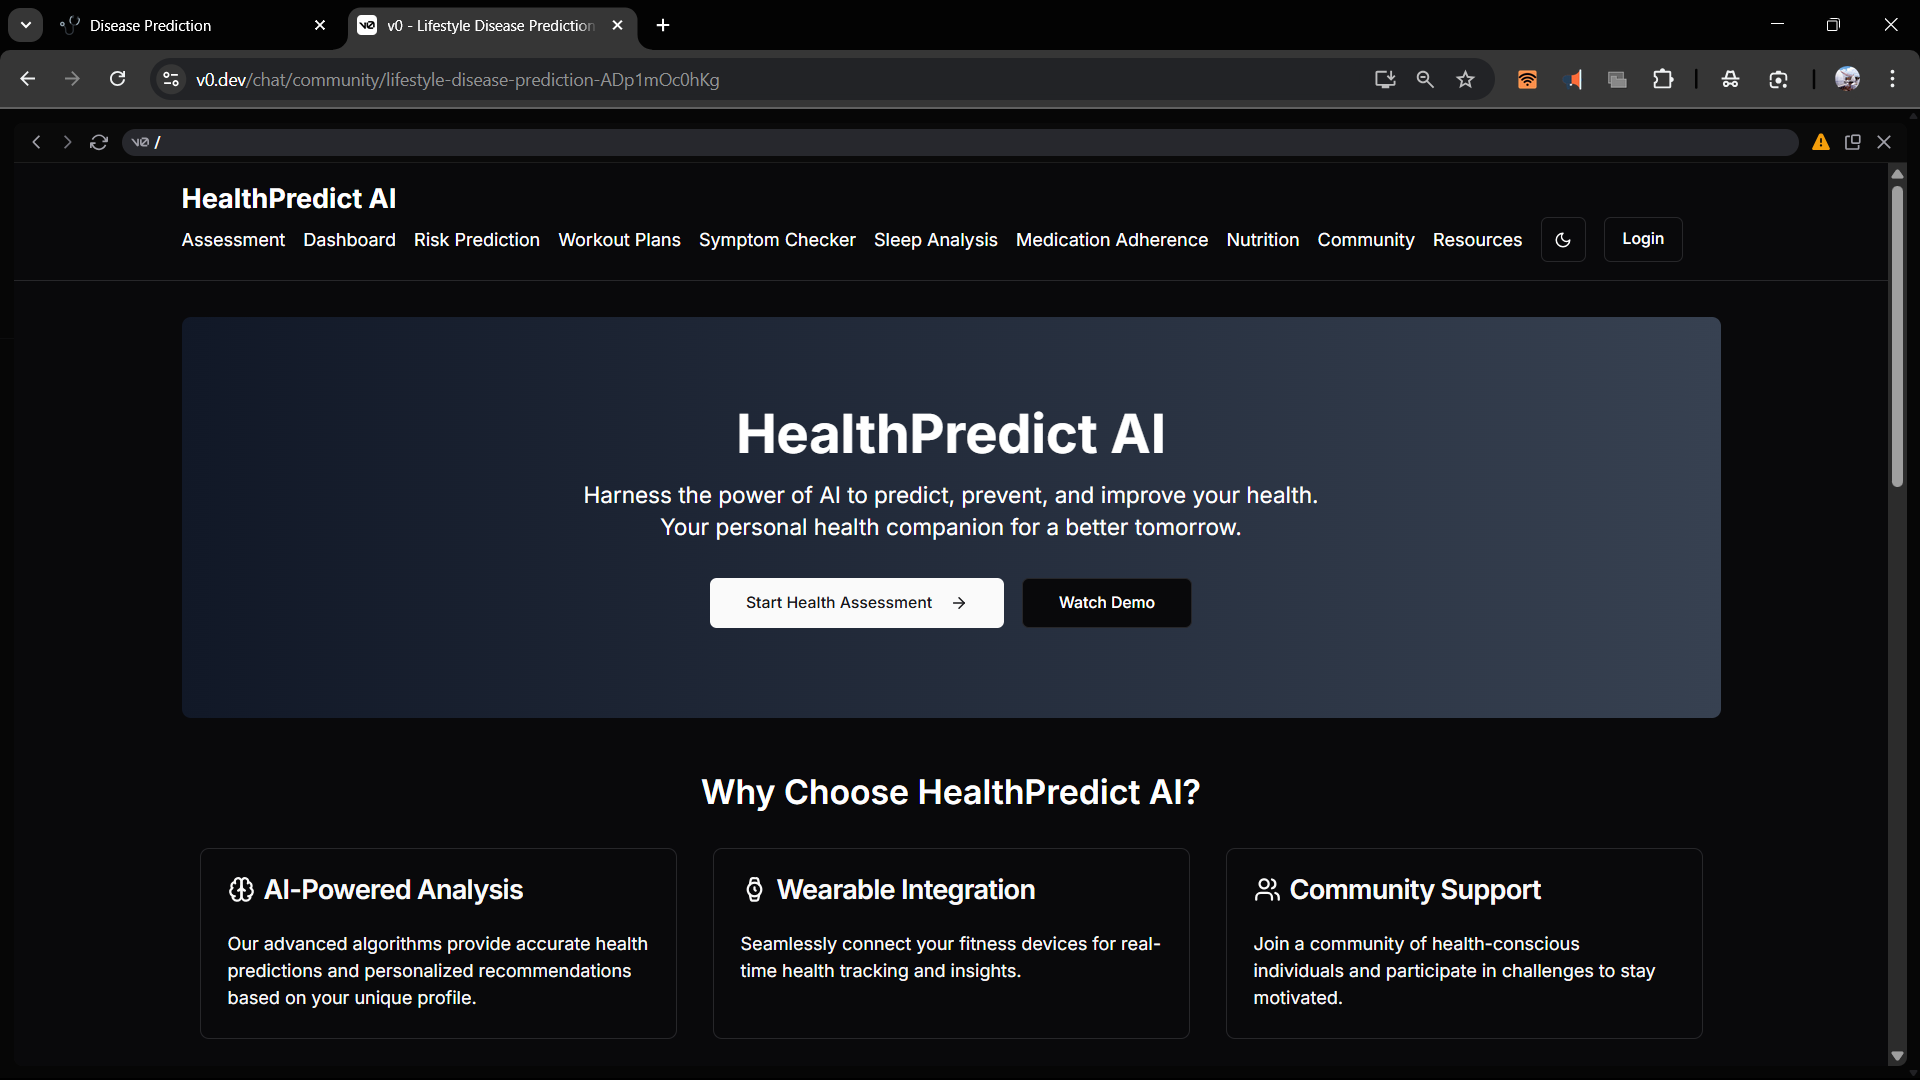 Disease Prediction
v0 - Lifestyle Disease Prediction
v0.dev/chat/community/lifestyle-disease-prediction-ADp1mOc0hKg
v0 /
HealthPredict AI
Assessment Dashboard Risk Prediction Workout Plans Symptom Checker Sleep Analysis Medication Adherence Nutrition Community Resources Login
HealthPredict AI
Harness the power of AI to predict, prevent, and improve your health.
Your personal health companion for a better tomorrow.
Start Health Assessment
Watch Demo
Why Choose HealthPredict AI?
AI-Powered Analysis
Our advanced algorithms provide accurate health
predictions and personalized recommendations
based on your unique profile.
Wearable Integration
Seamlessly connect your fitness devices for real-
time health tracking and insights.
Community Support
Join a community of health-conscious
individuals and participate in challenges to stay
motivated.